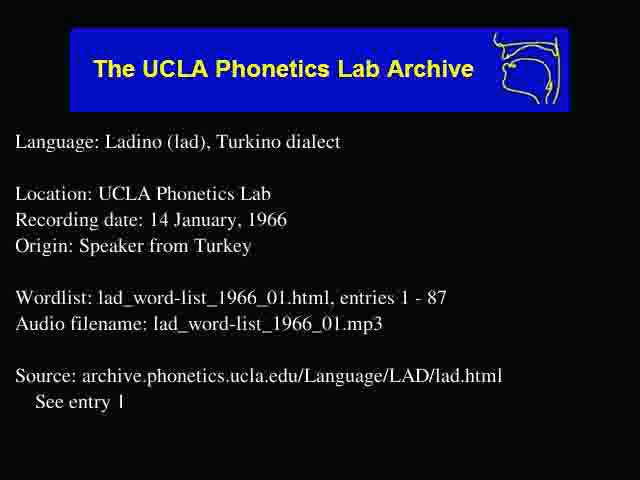 The UCLA Phonetics Lab Archive
Language: Ladino (lad), Turkino dialect
Location: UCLA Phonetics Lab
Recording date: 14 January, 1966
Origin: Speaker from Turkey
Wordlist: lad_word-list_1966_01.html, entries 1 - 87
Audio filename: lad_word-list_1966_01.mp3
Source: archive.phonetics.ucla.edu/Language/LAD/lad.html
See entry 1